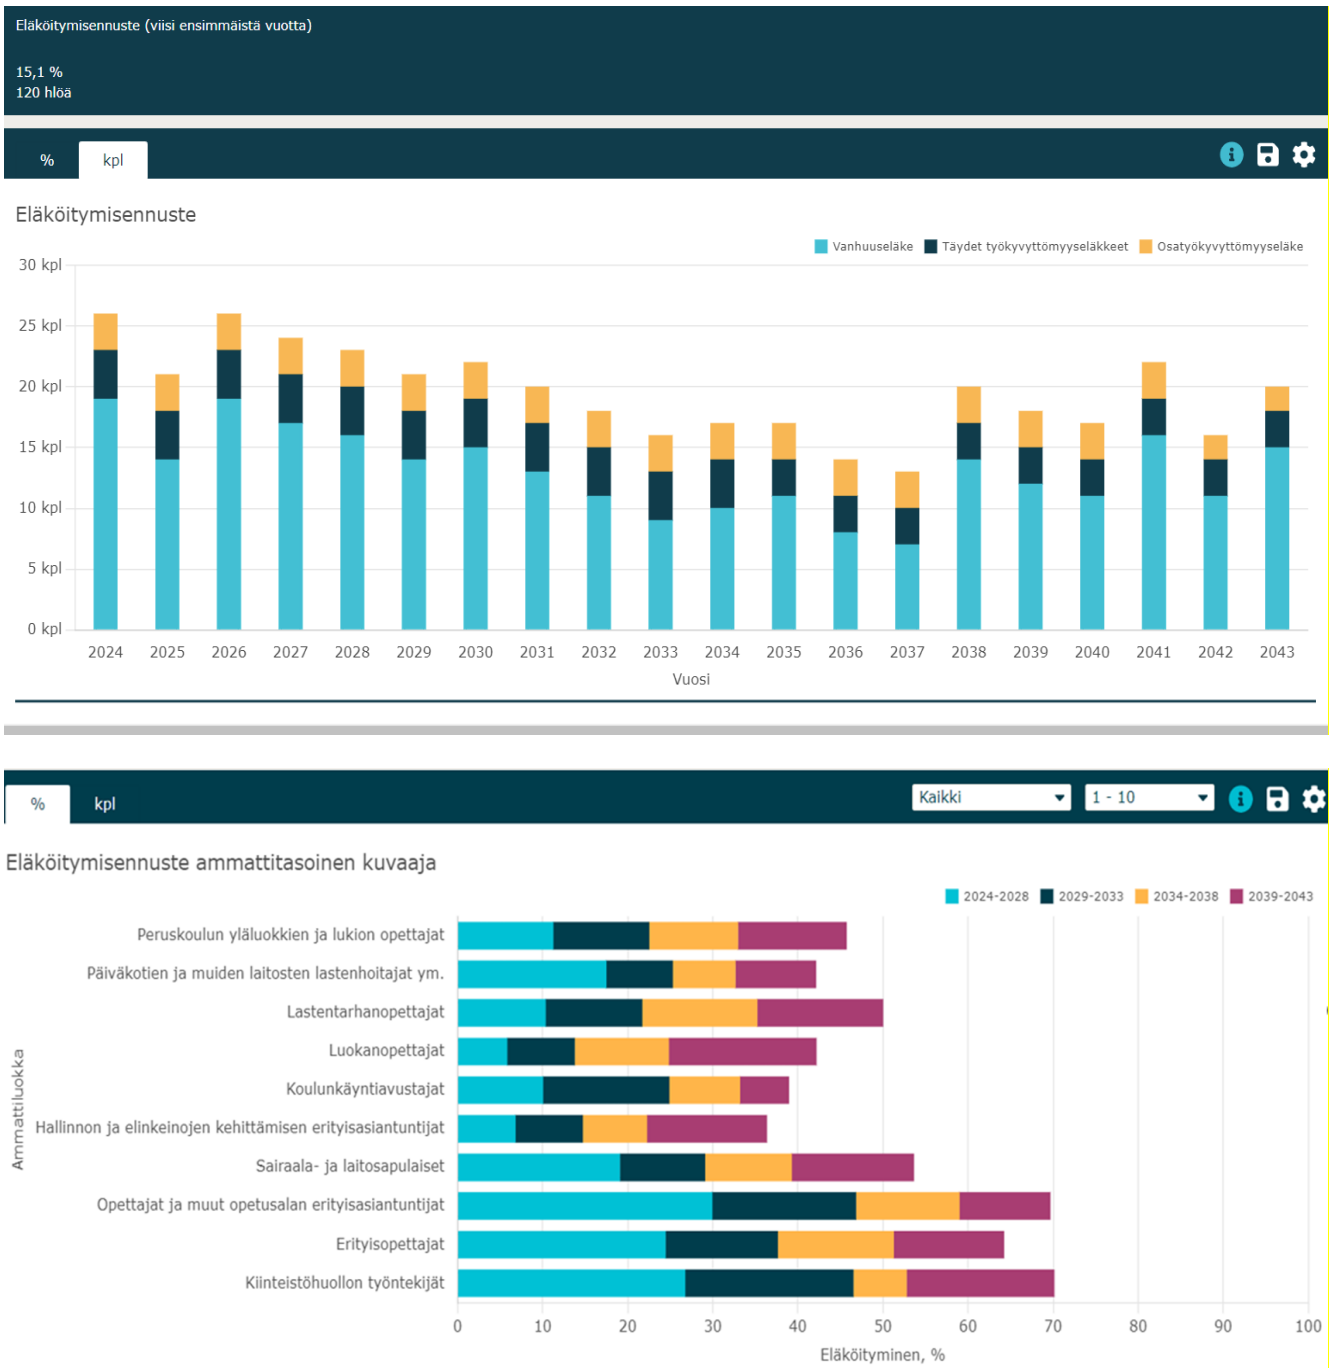 Eläköitymisennuste (viisi ensimmäistä vuotta)
15,1 %
120 hlöä
% kpl
Eläköitymisennuste
Vanhuuseläke Täydet työkyvyttömyyseläkkeet Osatyökyvyttömyyseläke
30 kpl
25 kpl
20 kpl
15 kpl
10 kpl
5 kpl
0 kpl
2024 2025 2026 2027 2028 2029 2030 2031 2032 2033 2034 2035 2036 2037 2038 2039 2040 2041 2042 2043
Vuosi
% kpl Kaikki 1 - 10
Eläköitymisennuste ammattitasoinen kuvaaja
2024-2028 2029-2033 2034-2038 2039-2043
Ammattiluokka
Peruskoulun yläluokkien ja lukion opettajat
Päiväkotien ja muiden laitosten lastenhoitajat ym.
Lastentarhanopettajat
Luokanopettajat
Koulunkäyntiavustajat
Hallinnon ja elinkeinojen kehittämisen erityisasiantuntijat
Sairaala- ja laitosapulaiset
Opettajat ja muut opetusalan erityisasiantuntijat
Erityisopettajat
Kiinteistöhuollon työntekijät
0 10 20 30 40 50 60 70 80 90 100
Eläköityminen, %